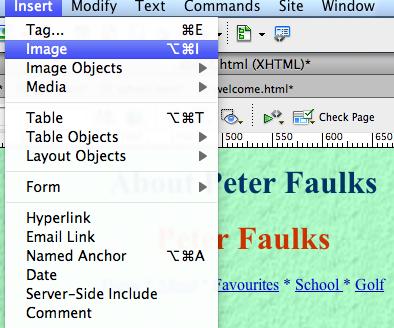 Insert Modify Text Commands Site Window
Tag... ⌘E
Image ⌥⌘I
Image Objects
Media
Table ⌥⌘T
Table Objects
Layout Objects
Form
Hyperlink
Email Link
Named Anchor ⌥⌘A
Date
Server-Side Include
Comment
html (XHTML)*
welcome.html*
Check Page
500 550 600 650
About Peter Faulks
Peter Faulks
Favourites * School * Golf